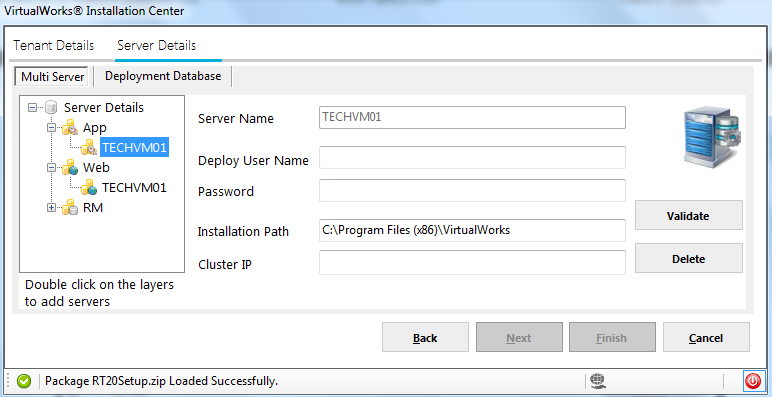 VirtualWorks® Installation Center
Tenant Details
Server Details
Multi Server
Deployment Database
Server Details
App
TECHVM01
Web
TECHVM01
RM
Double click on the layers
to add servers
Server Name
TECHVM01
Deploy User Name
Password
Installation Path
C:\Program Files (x86)\VirtualWorks
Cluster IP
Validate
Delete
Back
Next
Finish
Cancel
Package RT20Setup.zip Loaded Successfully.